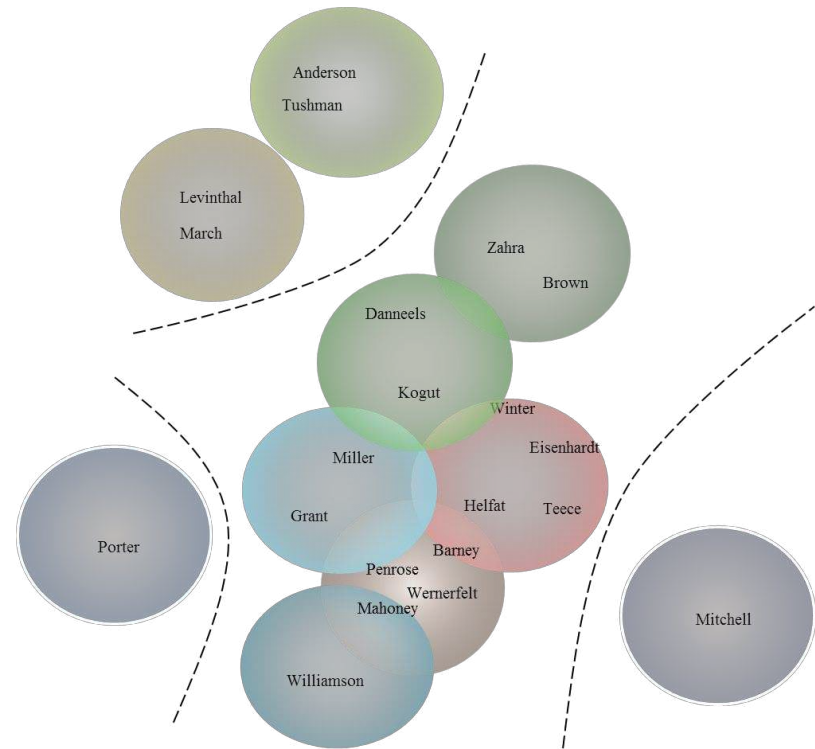 Anderson
Tushman
Levinthal
March
Zahra
Brown
Danneels
Kogut
Winter
Eisenhardt
Miller
Helfat
Teece
Grant
Porter
Barney
Penrose
Wernerfelt
Mahoney
Mitchell
Williamson